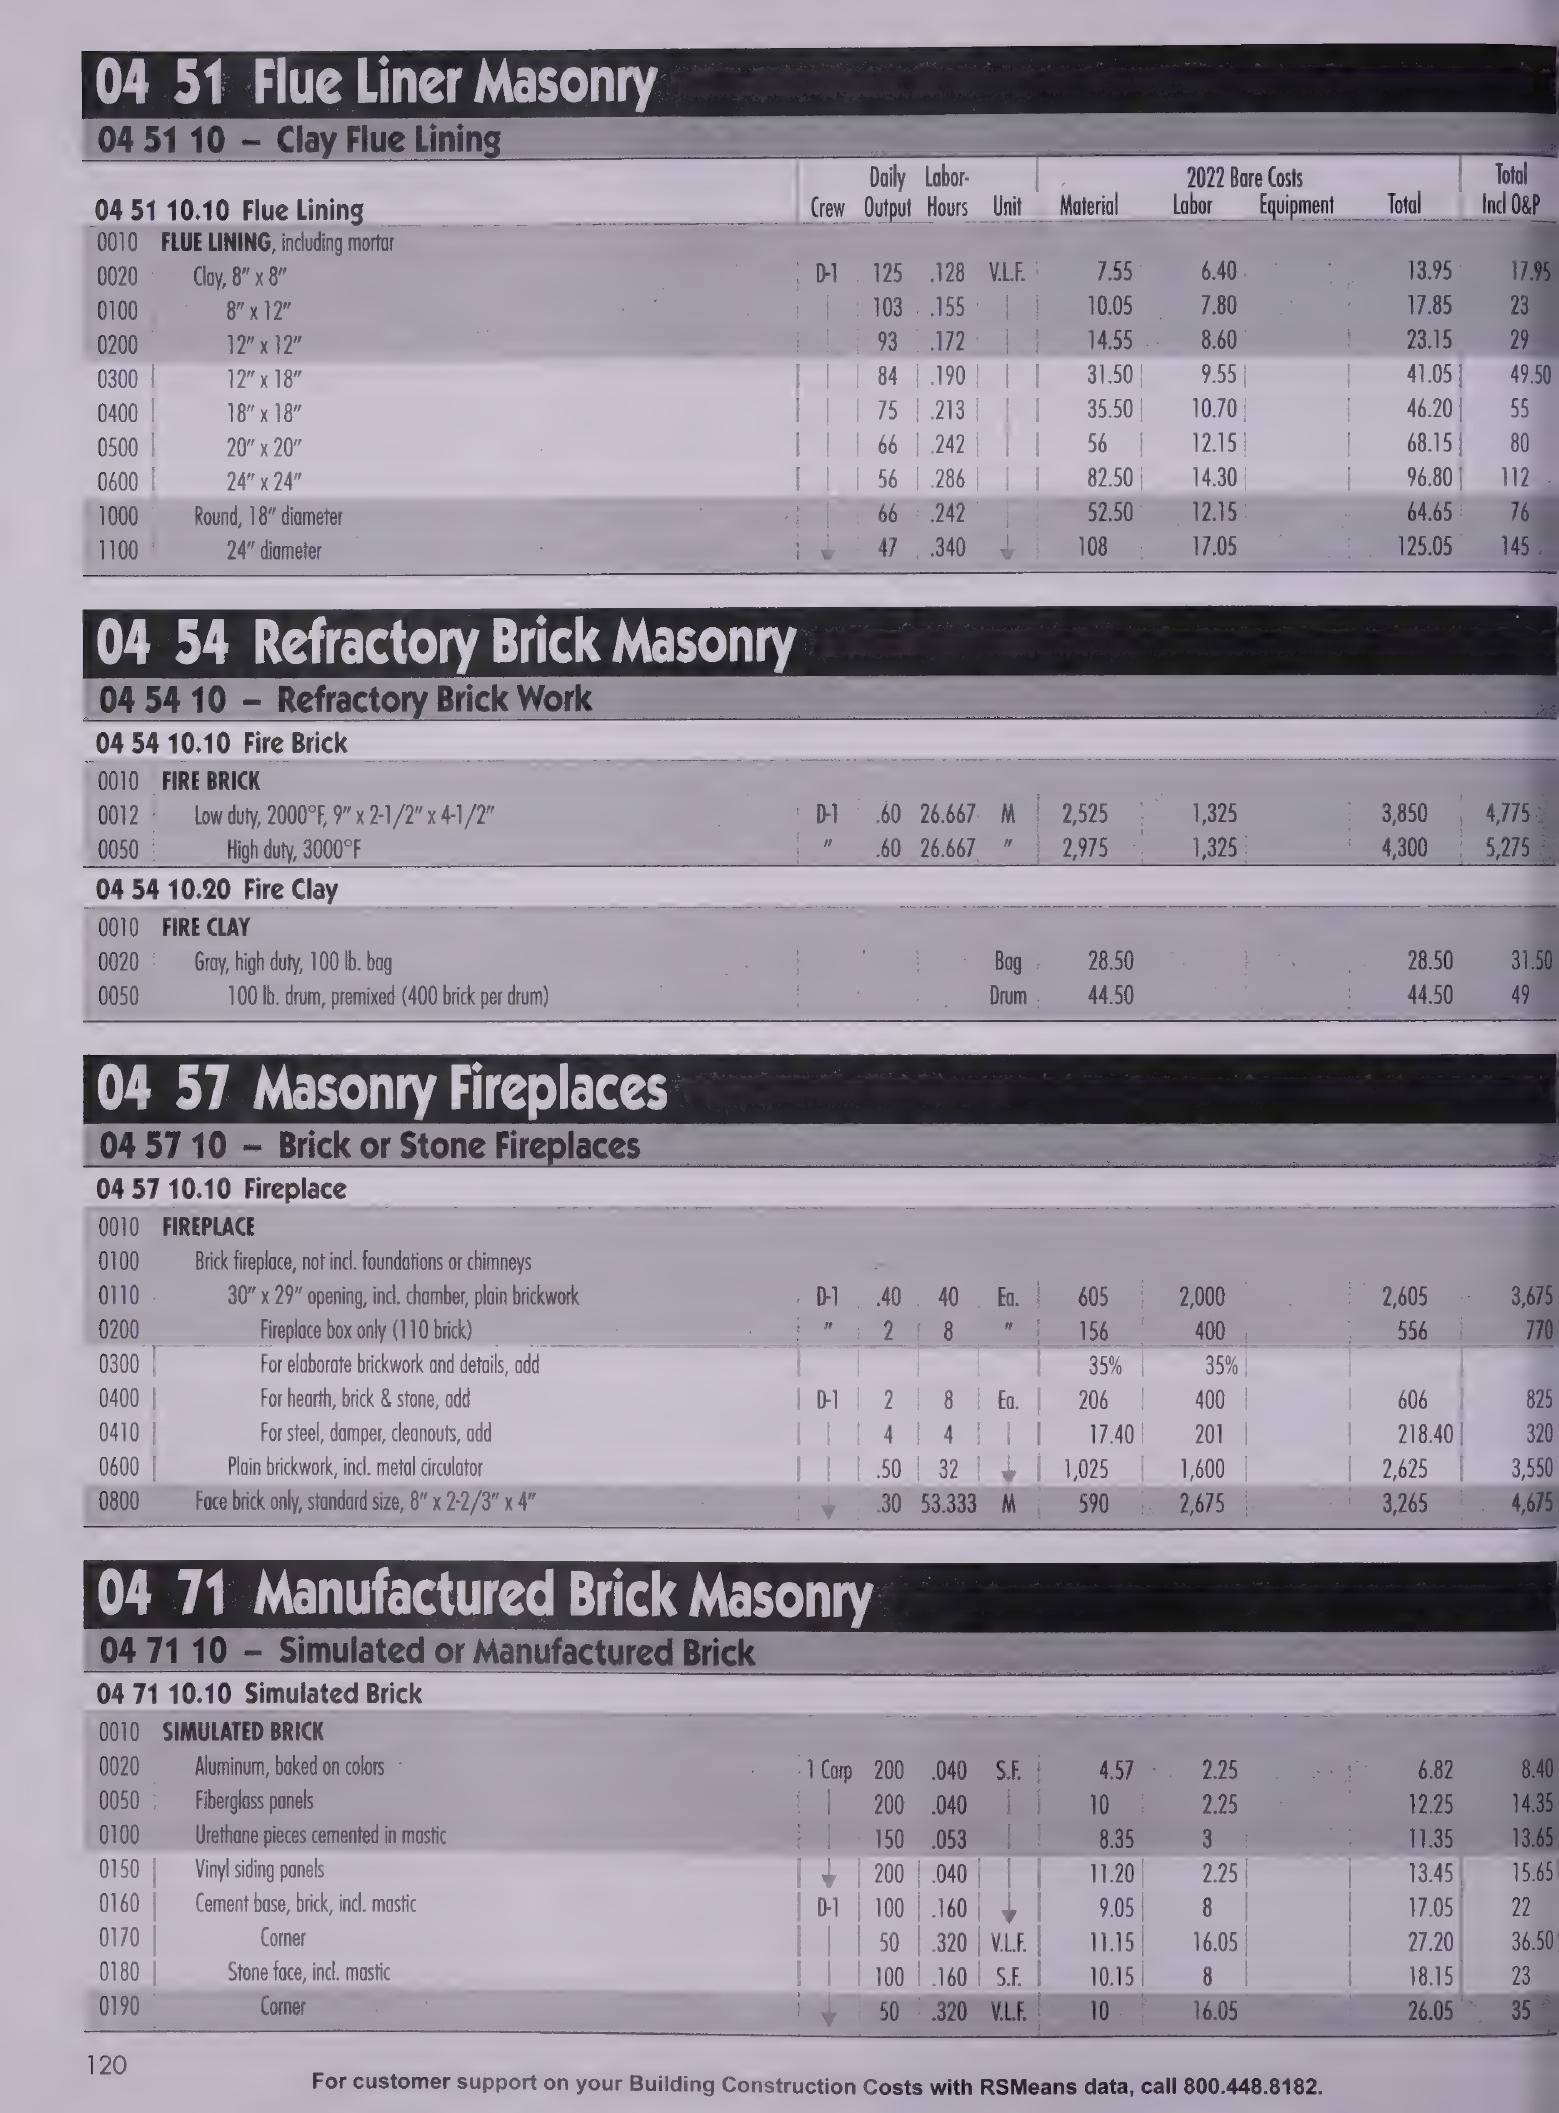 04 51 Flue Liner Masonry
04 51 10 – Clay Flue Lining
Daily Labor- 2022 Bare Costs Total
04 51 10.10 Flue Lining Crew Output Hours Unit Material Labor Equipment Total Incl O&P
0010 FLUE LINING, including mortar
0020 Clay, 8" x 8" D-1 125 .128 V.L.F. 7.55 6.40 13.95 17.95
0100 8" x 12" 103 .155 10.05 7.80 17.85 23
0200 12" x 12" 93 .172 14.55 8.60 23.15 29
0300 12" x 18" 84 .190 31.50 9.55 41.05 49.50
0400 18" x 18" 75 .213 35.50 10.70 46.20 55
0500 20" x 20" 66 .242 56 12.15 68.15 80
0600 24" x 24" 56 .286 82.50 14.30 96.80 112
1000 Round, 18" diameter 66 .242 52.50 12.15 64.65 76
1100 24" diameter 47 .340 108 17.05 125.05 145
04 54 Refractory Brick Masonry
04 54 10 – Refractory Brick Work
04 54 10.10 Fire Brick
0010 FIRE BRICK
0012 Low duty, 2000°F, 9" x 2-1/2" x 4-1/2" D-1 .60 26.667 M 2,525 1,325 3,850 4,775
0050 High duty, 3000°F " .60 26.667 " 2,975 1,325 4,300 5,275
04 54 10.20 Fire Clay
0010 FIRE CLAY
0020 Gray, high duty, 100 lb. bag Bag 28.50 28.50 31.50
0050 100 lb. drum, premixed (400 brick per drum) Drum 44.50 44.50 49
04 57 Masonry Fireplaces
04 57 10 – Brick or Stone Fireplaces
04 57 10.10 Fireplace
0010 FIREPLACE
0100 Brick fireplace, not incl. foundations or chimneys
0110 30" x 29" opening, incl. chamber, plain brickwork D-1 .40 40 Ea. 605 2,000 2,605 3,675
0200 Fireplace box only (110 brick) " 2 8 " 156 400 556 770
0300 For elaborate brickwork and details, add 35% 35%
0400 For hearth, brick & stone, add D-1 2 8 Ea. 206 400 606 825
0410 For steel, damper, cleanouts, add 4 4 17.40 201 218.40 320
0600 Plain brickwork, incl. metal circulator .50 32 1,025 1,600 2,625 3,550
0800 Face brick only, standard size, 8" x 2-2/3" x 4" .30 53.333 M 590 2,675 3,265 4,675
04 71 Manufactured Brick Masonry
04 71 10 – Simulated or Manufactured Brick
04 71 10.10 Simulated Brick
0010 SIMULATED BRICK
0020 Aluminum, baked on colors 1 Carp 200 .040 S.F. 4.57 2.25 6.82 8.40
0050 Fiberglass panels 200 .040 10 2.25 12.25 14.35
0100 Urethane pieces cemented in mastic 150 .053 8.35 3 11.35 13.65
0150 Vinyl siding panels 200 .040 11.20 2.25 13.45 15.65
0160 Cement base, brick, incl. mastic D-1 100 .160 9.05 8 17.05 22
0170 Corner 50 .320 V.L.F. 11.15 16.05 27.20 36.50
0180 Stone face, incl. mastic 100 .160 S.F. 10.15 8 18.15 23
0190 Corner 50 .320 V.L.F. 10 16.05 26.05 35
120
For customer support on your Building Construction Costs with RSMeans data, call 800.448.8182.